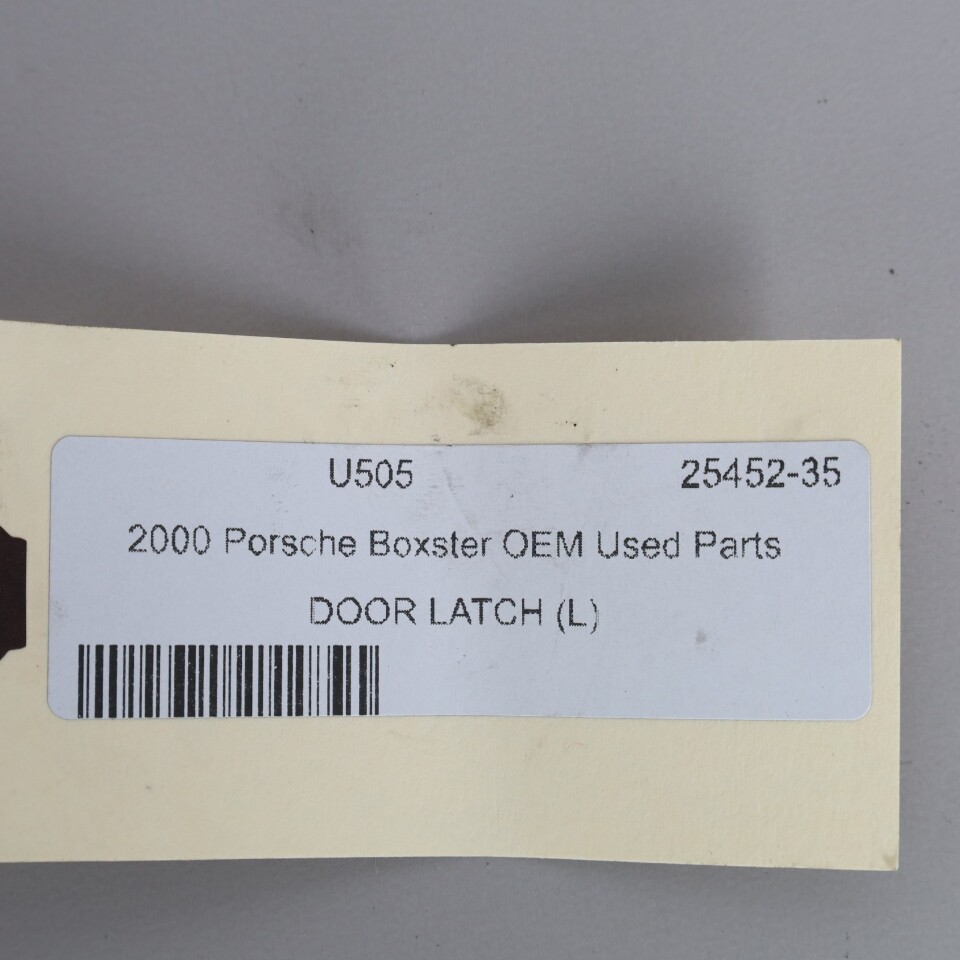 U505 25452-35
2000 Porsche Boxster OEM Used Parts
DOOR LATCH (L)